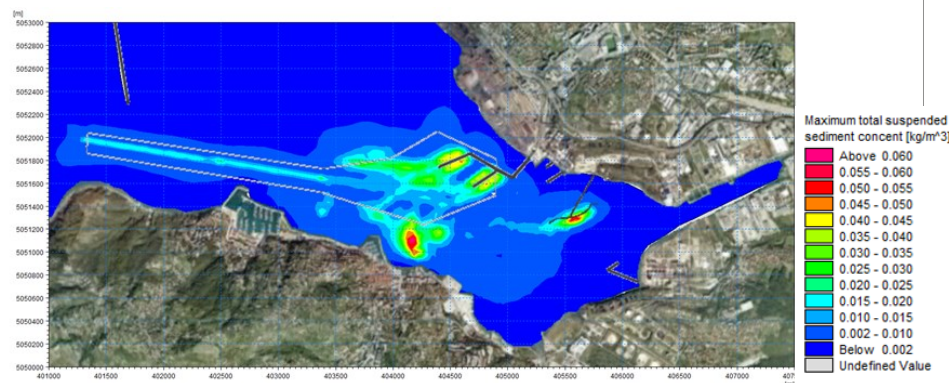 [m]
5053000
5052800
5052600
5052400
5052200
5052000
5051800
5051600
5051400
5051200
5051000
5050800
5050600
5050400
5050200
5050000
401000 401500 402000 402500 403000 403500 404000 404500 405000 405500 406000 406500 407000 407
Maximum total suspended
sediment concent [kg/m^3]
Above 0.060
0.055 - 0.060
0.050 - 0.055
0.045 - 0.050
0.040 - 0.045
0.035 - 0.040
0.030 - 0.035
0.025 - 0.030
0.020 - 0.025
0.015 - 0.020
0.010 - 0.015
0.002 - 0.010
Below 0.002
Undefined Value